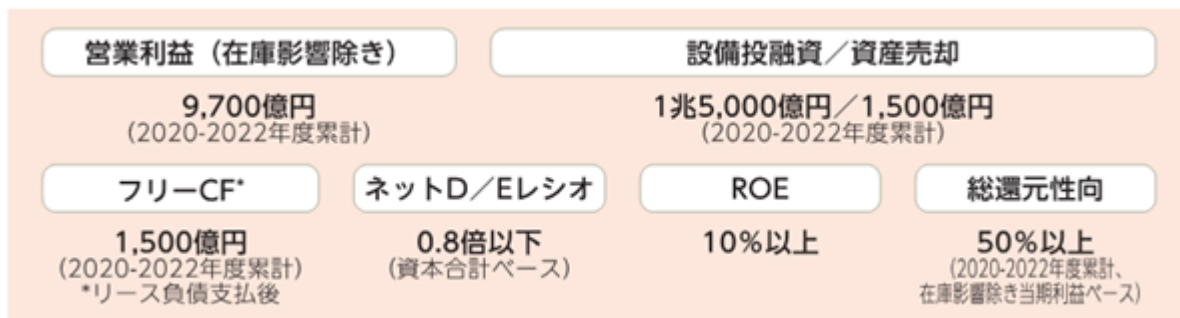 営業利益（在庫影響除き）
設備投融資／資産売却
9,700億円
（2020-2022年度累計）
1兆5,000億円／1,500億円
（2020-2022年度累計）
フリーCF*
ネットD／Eレシオ
ROE
総還元性向
1,500億円
（2020-2022年度累計）
*リース負債支払後
0.8倍以下
（資本合計ベース）
10％以上
50％以上
（2020-2022年度累計、
在庫影響除き当期利益ベース）